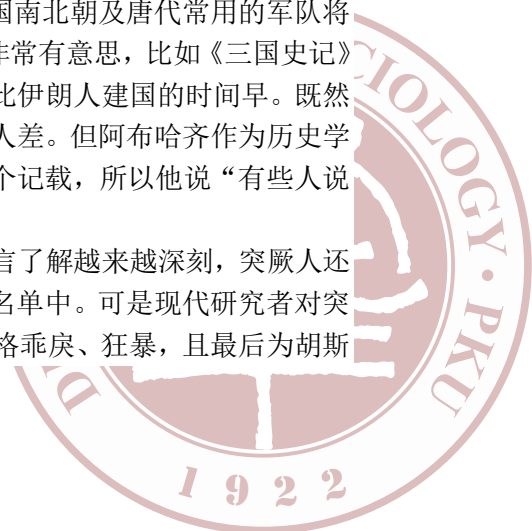 国南北朝及唐代常用的军队将
非常有意思，比如《三国史记》
比伊朗人建国的时间早。既然
人差。但阿布哈齐作为历史学
个记载，所以他说“有些人说
言了解越来越深刻，突厥人还
名单中。可是现代研究者对突
格乖戾、狂暴，且最后为胡斯
CIOLOGY · PKU
D
1922